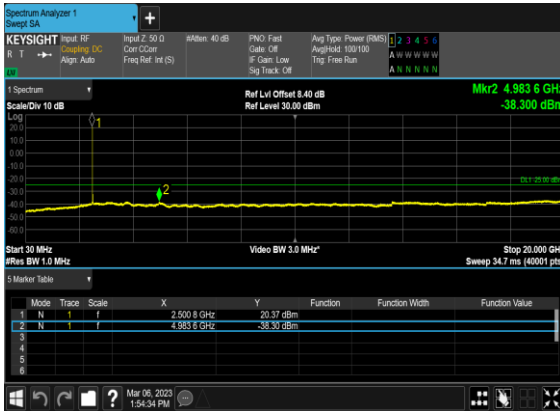 Spectrum Analyzer 1
Swept SA
+
KEYSIGHT Input: RF Input Z: 50 Ω #Atten: 40 dB PNO: Fast Avg Type: Power (RMS) 1 2 3 4 5 6
R T Coupling: DC Corr CCorr Gate: Off Avg|Hold: 100/100 A W W W W W
Align: Auto Freq Ref: Int (S) IF Gain: Low Trig: Free Run
Sig Track: Off A N N N N N
1 Spectrum Ref Lvl Offset 8.40 dB Mkr2 4.983 6 GHz
Scale/Div 10 dB Ref Level 30.00 dBm -38.300 dBm
Log
20.0
10.0
0.00
-10.0
-20.0
-30.0
-40.0
-50.0
-60.0
1
2
DL1 -25.00 dBm
Start 30 MHz Video BW 3.0 MHz* Stop 20.000 GHz
#Res BW 1.0 MHz Sweep 34.7 ms (40001 pts)
5 Marker Table
Mode Trace Scale X Y Function Function Width Function Value
1 N 1 f 2.500 8 GHz 20.37 dBm
2 N 1 f 4.983 6 GHz -38.30 dBm
3
4
5
6
? Mar 06, 2023
1:54:34 PM